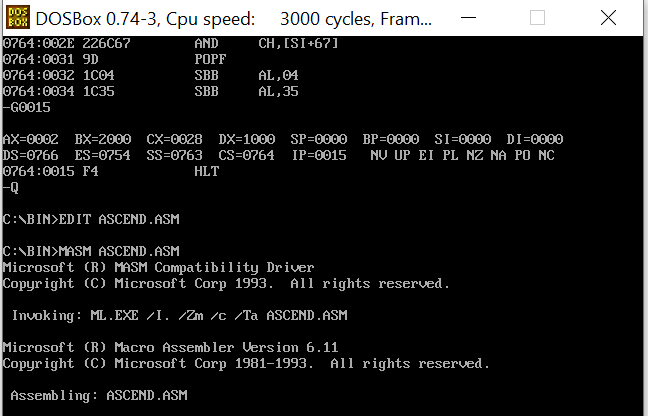 DOS
BOX
DOSBox 0.74-3, Cpu speed: 3000 cycles, Fram...
0764:002E 226C67 AND CH,[SI+67]
0764:0031 9D POPF
0764:0032 1C04 SBB AL,04
0764:0034 1C35 SBB AL,35
-G0015
AX=0002 BX=2000 CX=0028 DX=1000 SP=0000 BP=0000 SI=0000 DI=0000
DS=0766 ES=0754 SS=0763 CS=0764 IP=0015 NV UP EI PL NZ NA PO NC
0764:0015 F4 HLT
-Q
C:\BIN>EDIT ASCEND.ASM
C:\BIN>MASM ASCEND.ASM
Microsoft (R) MASM Compatibility Driver
Copyright (C) Microsoft Corp 1993. All rights reserved.
Invoking: ML.EXE /I. /Zm /c /Ta ASCEND.ASM
Microsoft (R) Macro Assembler Version 6.11
Copyright (C) Microsoft Corp 1981-1993. All rights reserved.
Assembling: ASCEND.ASM